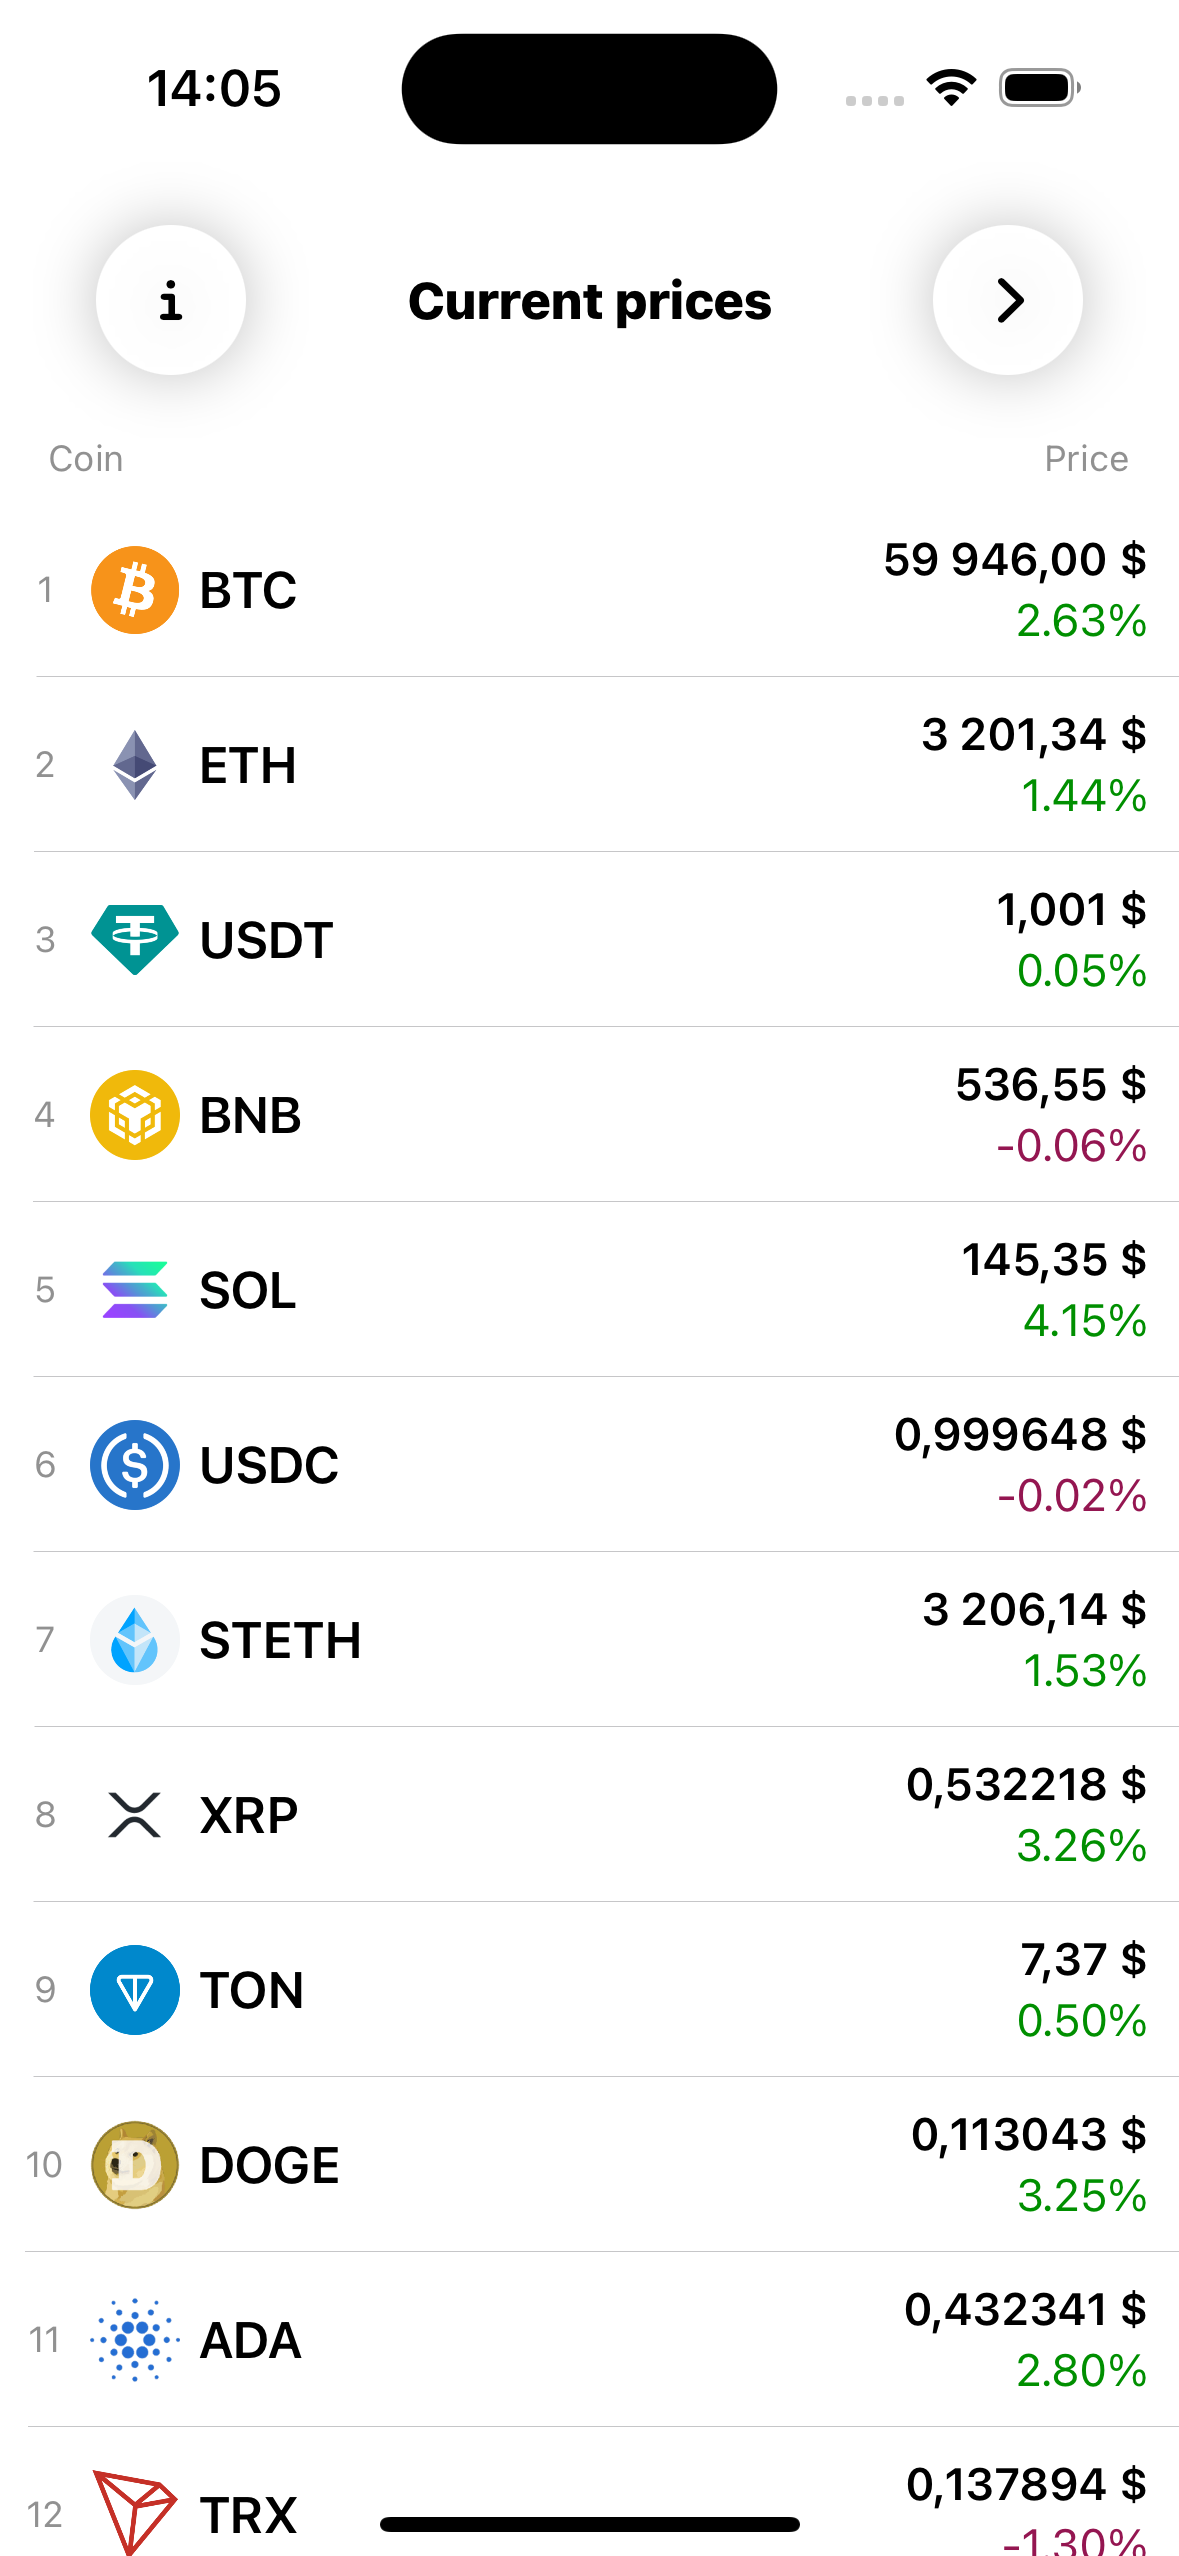 14:05
i Current prices
Coin Price
1 BTC 59 946,00 $
2.63%
2 ETH 3 201,34 $
1.44%
3 USDT 1,001 $
0.05%
4 BNB 536,55 $
-0.06%
5 SOL 145,35 $
4.15%
6 USDC 0,999648 $
-0.02%
7 STETH 3 206,14 $
1.53%
8 XRP 0,532218 $
3.26%
9 TON 7,37 $
0.50%
10 DOGE 0,113043 $
3.25%
11 ADA 0,432341 $
2.80%
12 TRX 0,137894 $
-1.30%